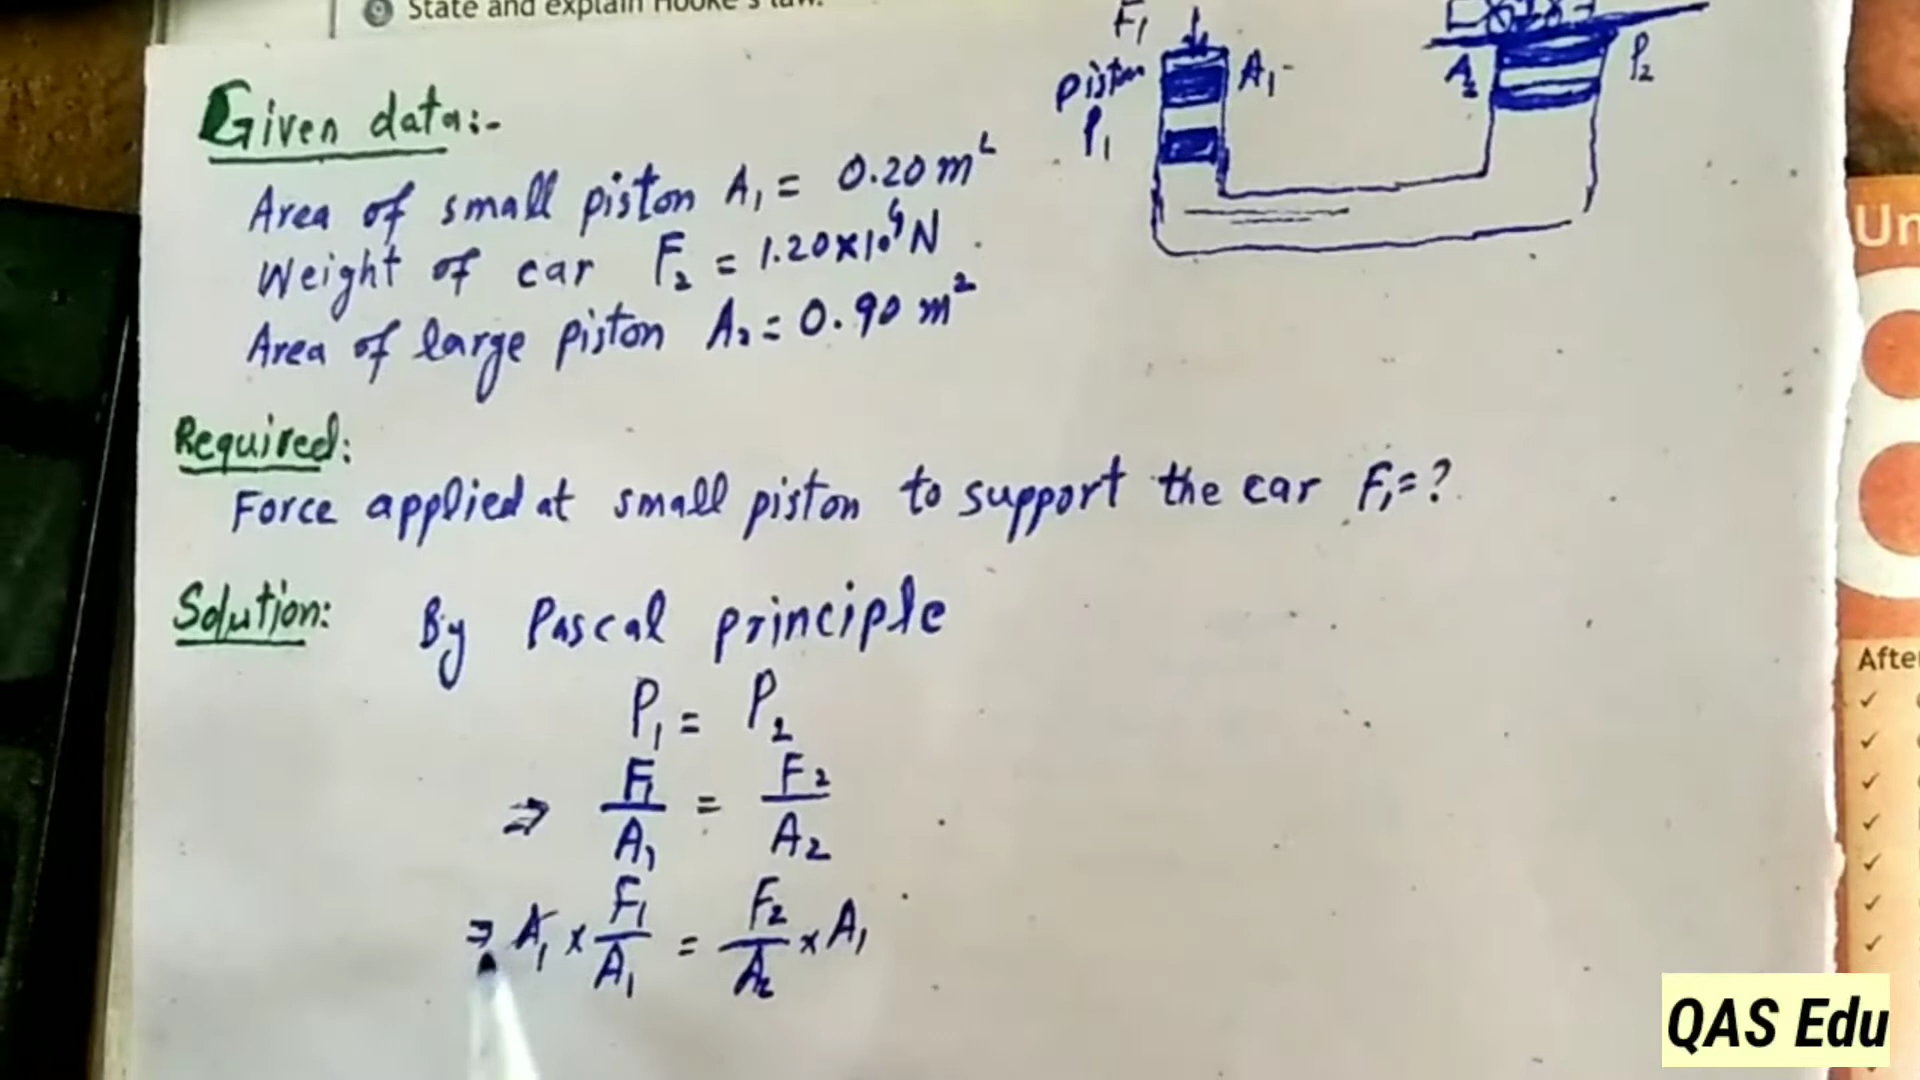 State and explain Hooke's law.
F₁
Piston A₁
P₁
A₂ P₂
Given data:-
Area of small piston A₁ = 0.20 m²
Weight of car F₂ = 1.20×10⁴ N
Area of large piston A₂ = 0.90 m²
Required:
Force applied at small piston to support the car F₁=?
Solution: By Pascal principle
P₁ = P₂
⇒ F₁/A₁ = F₂/A₂
⇒ A₁ × F₁/A₁ = F₂/A₂ × A₁
Un
After
QAS Edu